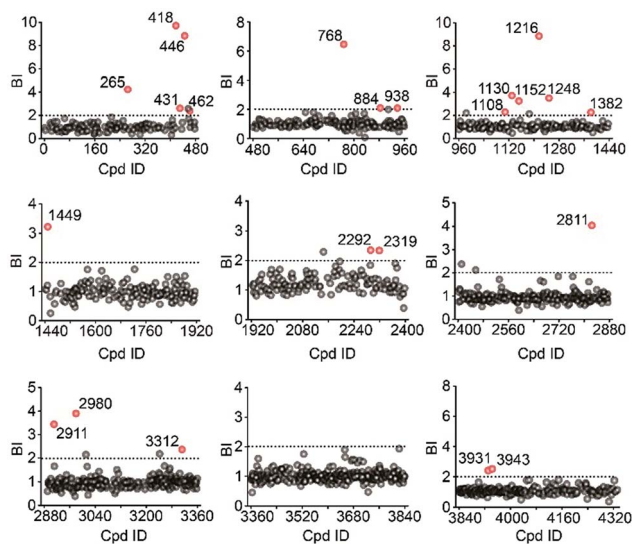 10
8
6
4
2
0
BI
418
446
265
431
462
0 160 320 480
Cpd ID
8
6
4
2
0
BI
768
884
938
480 640 800 960
Cpd ID
10
8
6
4
2
0
BI
1216
1130
1152
1248
1108
1382
960 1120 1280 1440
Cpd ID
4
3
2
1
0
BI
1449
1440 1600 1760 1920
Cpd ID
4
3
2
1
0
BI
2292
2319
1920 2080 2240 2400
Cpd ID
5
4
3
2
1
0
BI
2811
2400 2560 2720 2880
Cpd ID
5
4
3
2
1
0
BI
2980
2911
3312
2880 3040 3200 3360
Cpd ID
4
3
2
1
0
BI
3360 3520 3680 3840
Cpd ID
8
6
4
2
0
BI
3931
3943
3840 4000 4160 4320
Cpd ID